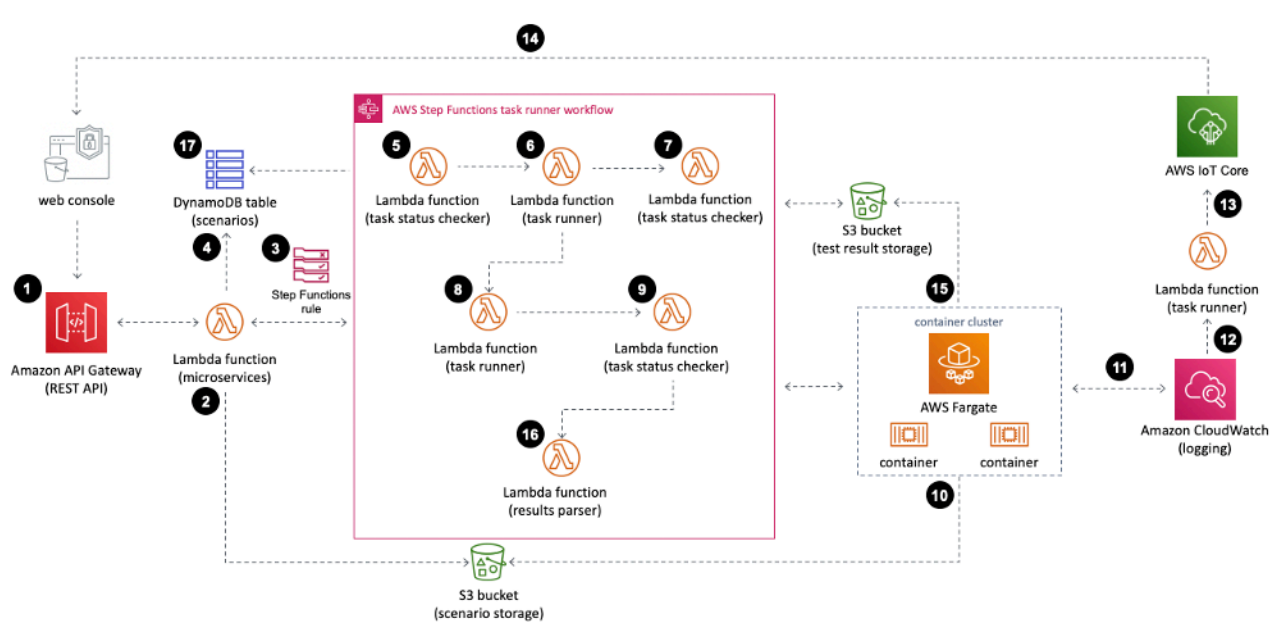 14
AWS Step Functions task runner workflow
web console
17
DynamoDB table
(scenarios)
5
Lambda function
(task status checker)
6
Lambda function
(task runner)
7
Lambda function
(task status checker)
S3 bucket
(test result storage)
AWS IoT Core
13
4
3
Step Functions
rule
1
Amazon API Gateway
(REST API)
Lambda function
(microservices)
2
8
Lambda function
(task runner)
9
Lambda function
(task status checker)
16
Lambda function
(results parser)
15
container cluster
AWS Fargate
container
container
10
11
Lambda function
(task runner)
12
Amazon CloudWatch
(logging)
S3 bucket
(scenario storage)